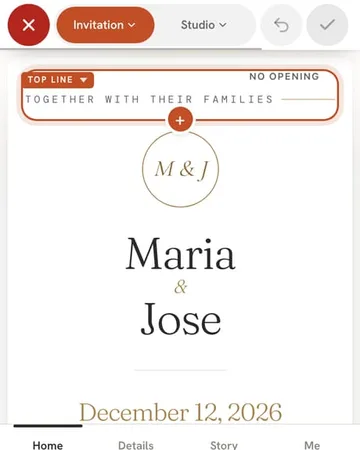 Invitation
Studio
TOP LINE
NO OPENING
TOGETHER WITH THEIR FAMILIES
M & J
Maria
&
Jose
December 12, 2026
Home
Details
Story
Me